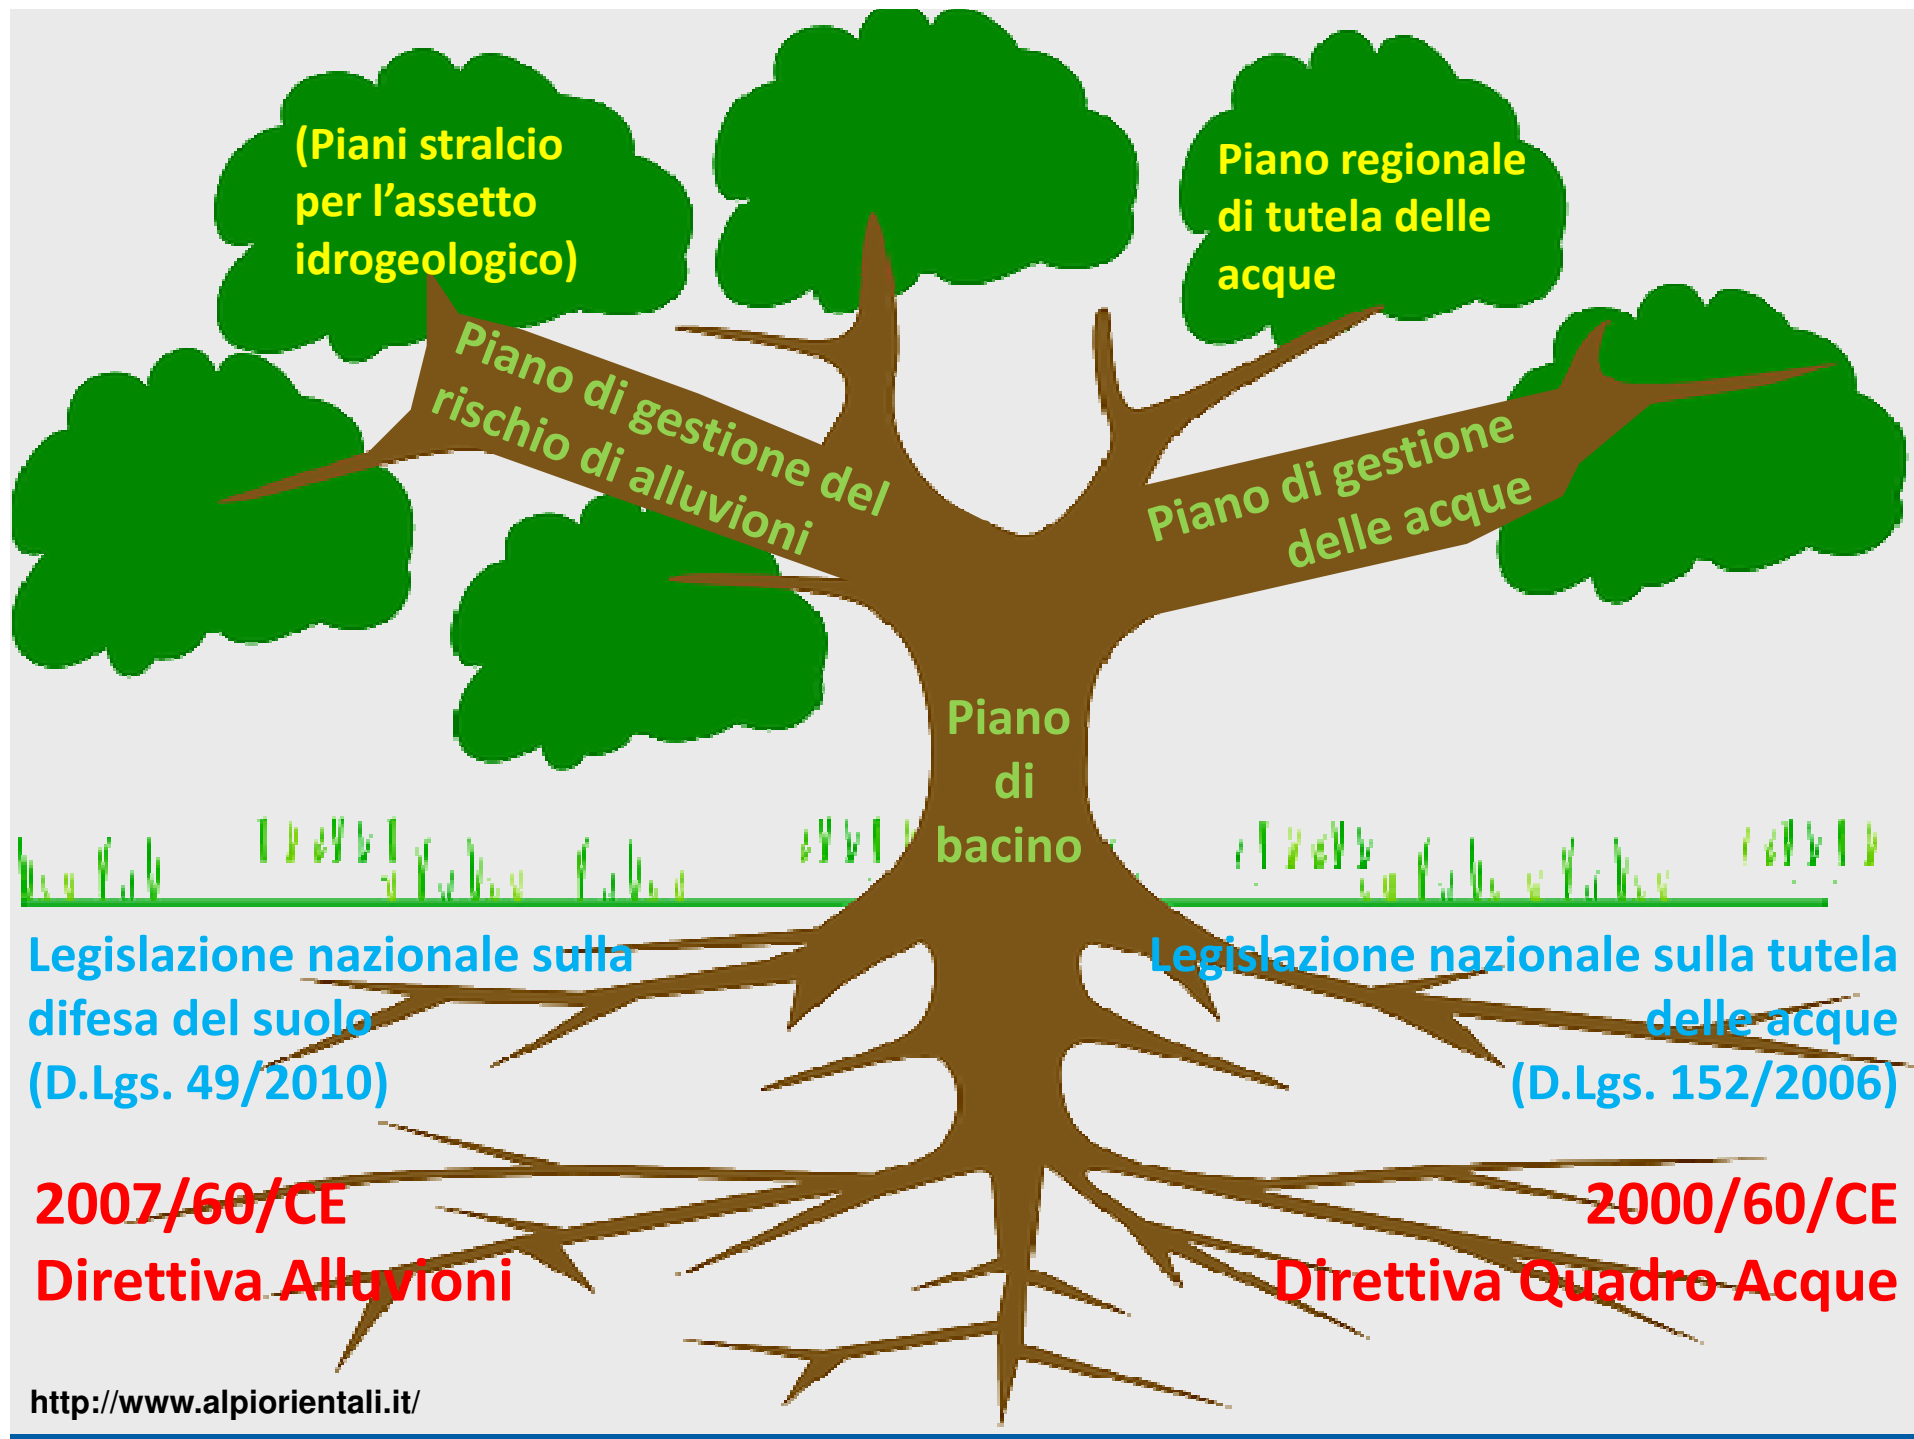 (Piani stralcio
per l’assetto
idrogeologico)
Piano regionale
di tutela delle
acque
Piano di gestione del
rischio di alluvioni
Piano di gestione
delle acque
Piano
di
bacino
Legislazione nazionale sulla
difesa del suolo
(D.Lgs. 49/2010)
Legislazione nazionale sulla tutela
delle acque
(D.Lgs. 152/2006)
2007/60/CE
Direttiva Alluvioni
2000/60/CE
Direttiva Quadro Acque
http://www.alpiorientali.it/